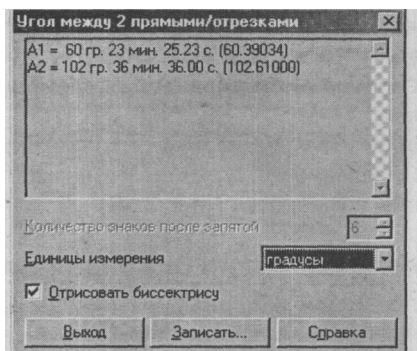 Угол между 2 прямыми/отрезками
A1 = 60 гр. 23 мин. 25.23 с. (60.39034)
A2 = 102 гр. 36 мин. 36.00 с. (102.61000)
Количество знаков после запятой 6
Единицы измерения градусы
Отрисовать биссектрису
Выход Записать... Справка